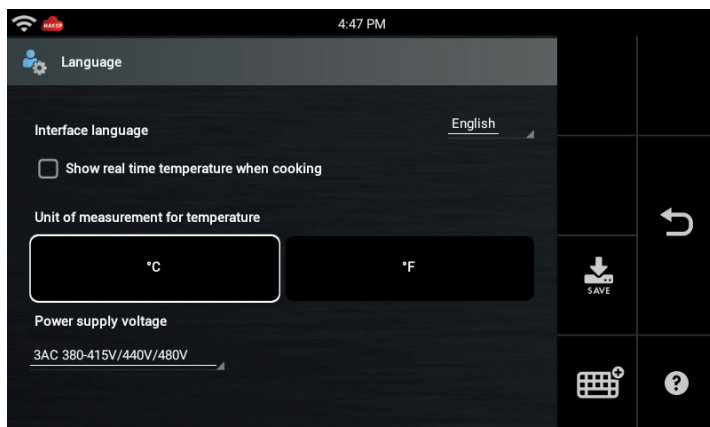 HACCP
4:47 PM
Language
Interface language
English
Show real time temperature when cooking
Unit of measurement for temperature
°C
°F
SAVE
Power supply voltage
3AC 380-415V/440V/480V
?